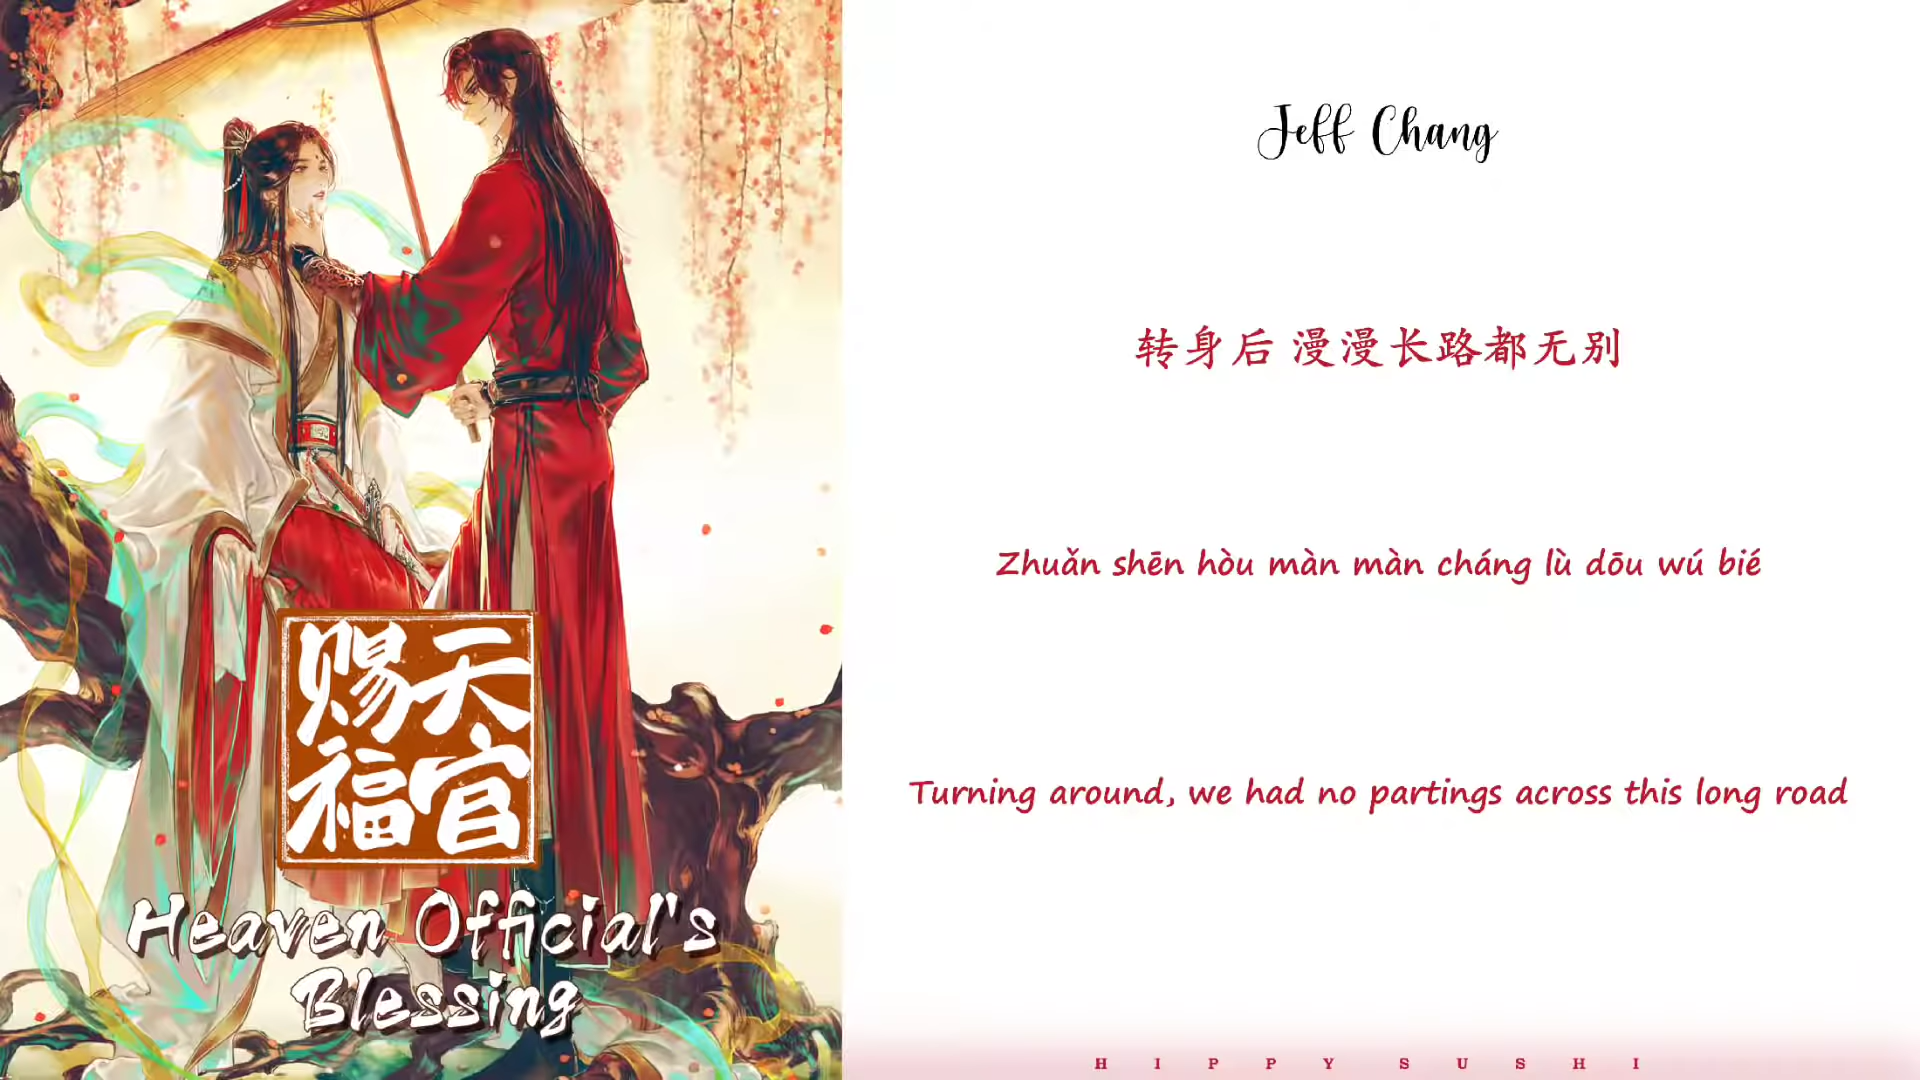 天官
赐福
Heaven Official's
Blessing
Jeff Chang
转身后 漫漫长路都无别
Zhuǎn shēn hòu màn màn cháng lù dōu wú bié
Turning around, we had no partings across this long road
HIPPYSUSHI